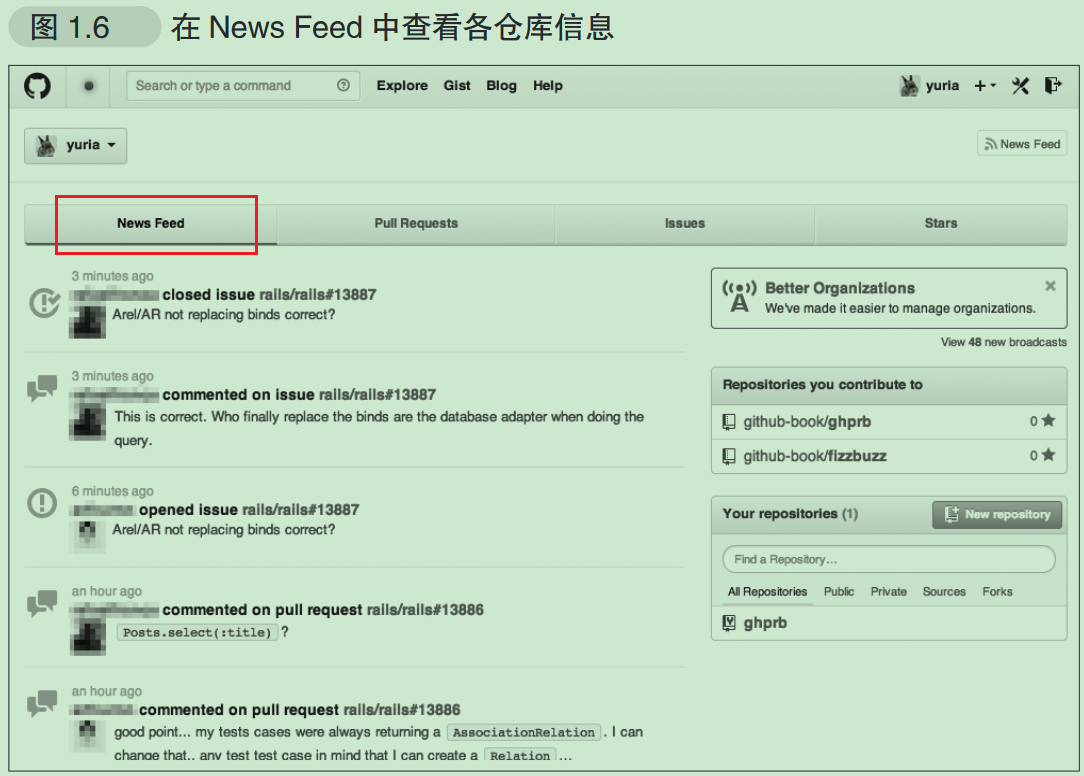 图 1.6 在 News Feed 中查看各仓库信息
Search or type a command
Explore Gist Blog Help
yuria
yuria
News Feed
News Feed Pull Requests Issues Stars
3 minutes ago
closed issue rails/rails#13887
Arel/AR not replacing binds correct?
3 minutes ago
commented on issue rails/rails#13887
This is correct. Who finally replace the binds are the database adapter when doing the
query.
6 minutes ago
opened issue rails/rails#13887
Arel/AR not replacing binds correct?
an hour ago
commented on pull request rails/rails#13886
Posts.select(:title) ?
an hour ago
commented on pull request rails/rails#13886
good point... my tests cases were always returning a AssociationRelation . I can
change that.. any test test case in mind that I can create a Relation ...
Better Organizations
We've made it easier to manage organizations.
View 48 new broadcasts
Repositories you contribute to
github-book/ghprb 0
github-book/fizzbuzz 0
Your repositories (1) New repository
Find a Repository...
All Repositories Public Private Sources Forks
ghprb